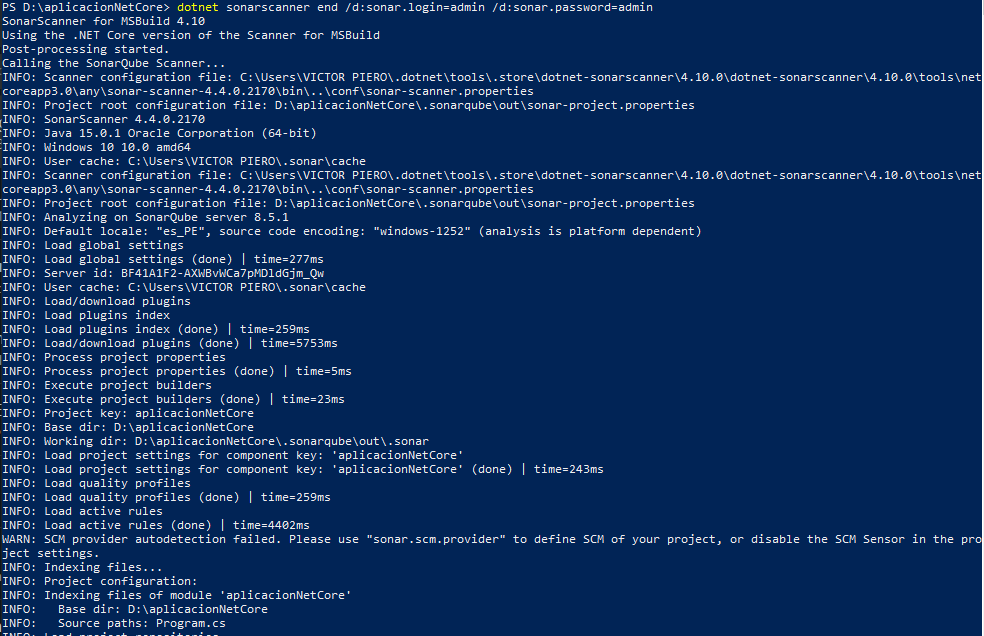 PS D:\aplicacionNetCore> dotnet sonarscanner end /d:sonar.login=admin /d:sonar.password=admin
SonarScanner for MSBuild 4.10
Using the .NET Core version of the Scanner for MSBuild
Post-processing started.
Calling the SonarQube Scanner...
INFO: Scanner configuration file: C:\Users\VICTOR PIERO\.dotnet\tools\.store\dotnet-sonarscanner\4.10.0\dotnet-sonarscanner\4.10.0\tools\net
coreapp3.0\any\sonar-scanner-4.4.0.2170\bin\..\conf\sonar-scanner.properties
INFO: Project root configuration file: D:\aplicacionNetCore\.sonarqube\out\sonar-project.properties
INFO: SonarScanner 4.4.0.2170
INFO: Java 15.0.1 Oracle Corporation (64-bit)
INFO: Windows 10 10.0 amd64
INFO: User cache: C:\Users\VICTOR PIERO\.sonar\cache
INFO: Scanner configuration file: C:\Users\VICTOR PIERO\.dotnet\tools\.store\dotnet-sonarscanner\4.10.0\dotnet-sonarscanner\4.10.0\tools\net
coreapp3.0\any\sonar-scanner-4.4.0.2170\bin\..\conf\sonar-scanner.properties
INFO: Project root configuration file: D:\aplicacionNetCore\.sonarqube\out\sonar-project.properties
INFO: Analyzing on SonarQube server 8.5.1
INFO: Default locale: "es_PE", source code encoding: "windows-1252" (analysis is platform dependent)
INFO: Load global settings
INFO: Load global settings (done) | time=277ms
INFO: Server id: BF41A1F2-AXWBvWCa7pMDldGjm_Qw
INFO: User cache: C:\Users\VICTOR PIERO\.sonar\cache
INFO: Load/download plugins
INFO: Load plugins index
INFO: Load plugins index (done) | time=259ms
INFO: Load/download plugins (done) | time=5753ms
INFO: Process project properties
INFO: Process project properties (done) | time=5ms
INFO: Execute project builders
INFO: Execute project builders (done) | time=23ms
INFO: Project key: aplicacionNetCore
INFO: Base dir: D:\aplicacionNetCore
INFO: Working dir: D:\aplicacionNetCore\.sonarqube\out\.sonar
INFO: Load project settings for component key: 'aplicacionNetCore'
INFO: Load project settings for component key: 'aplicacionNetCore' (done) | time=243ms
INFO: Load quality profiles
INFO: Load quality profiles (done) | time=259ms
INFO: Load active rules
INFO: Load active rules (done) | time=4402ms
WARN: SCM provider autodetection failed. Please use "sonar.scm.provider" to define SCM of your project, or disable the SCM Sensor in the pro
ject settings.
INFO: Indexing files...
INFO: Project configuration:
INFO: Indexing files of module 'aplicacionNetCore'
INFO:   Base dir: D:\aplicacionNetCore
INFO:   Source paths: Program.cs
INFO: Load project repositories